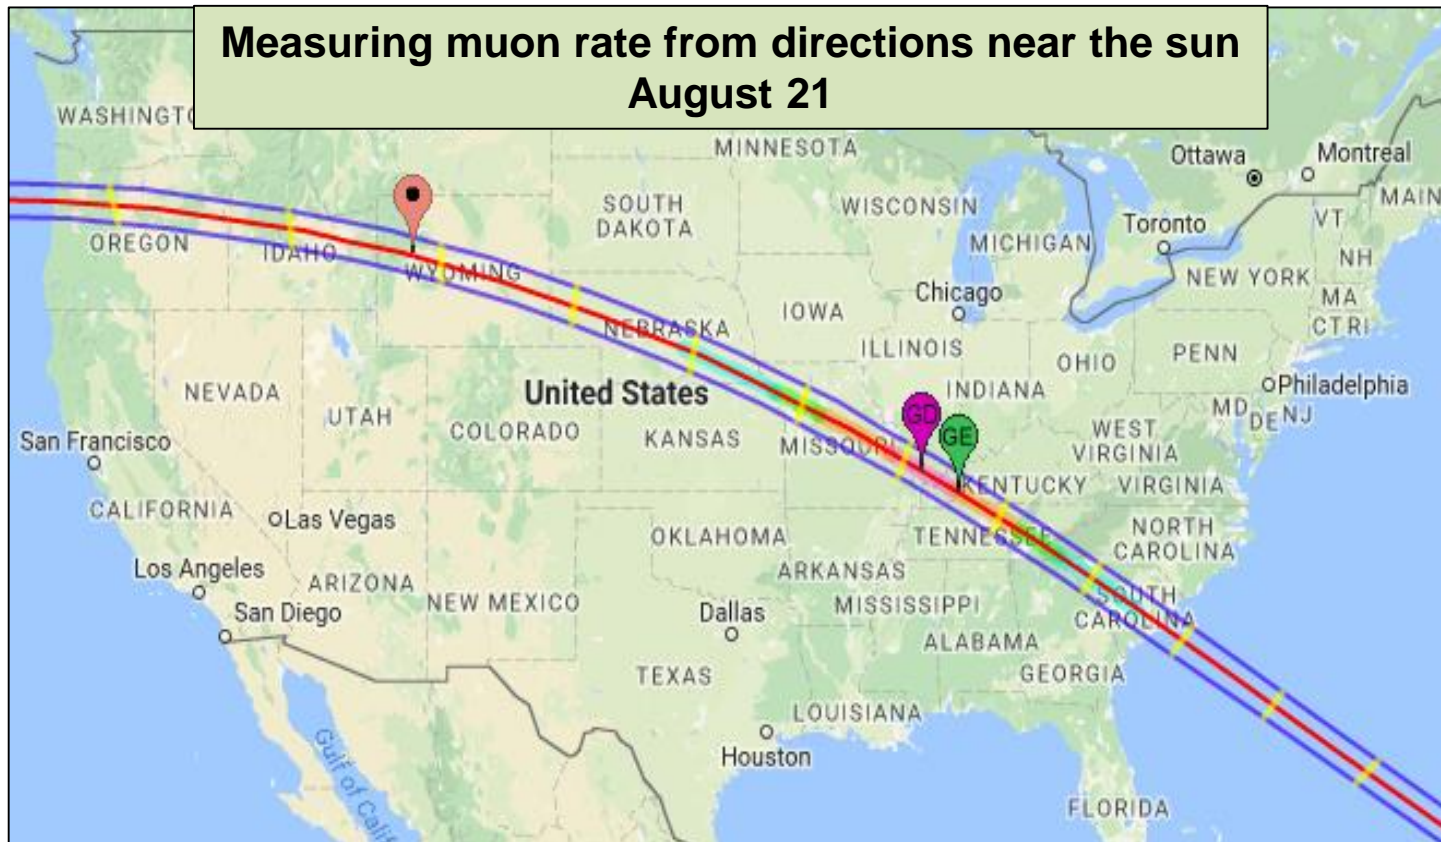 Measuring muon rate from directions near the sun
August 21
WASHINGT
MINNESOTA
Ottawa
Montreal
MAIN
VT
OREGON
IDAHO
WYOMING
SOUTH
DAKOTA
WISCONSIN
MICHIGAN
Toronto
NEW YORK
NH
MA
CT RI
NEBRASKA
IOWA
Chicago
ILLINOIS
INDIANA
OHIO
PENN
Philadelphia
MD
DE
NJ
NEVADA
UTAH
COLORADO
United States
KANSAS
MISSOURI
GD
GE
WEST
VIRGINIA
KENTUCKY
VIRGINIA
San Francisco
CALIFORNIA
Las Vegas
OKLAHOMA
TENNESSEE
NORTH
CAROLINA
Los Angeles
ARIZONA
NEW MEXICO
ARKANSAS
San Diego
Dallas
MISSISSIPPI
SOUTH
CAROLINA
ALABAMA
GEORGIA
TEXAS
LOUISIANA
Houston
Gulf of Calif
FLORIDA